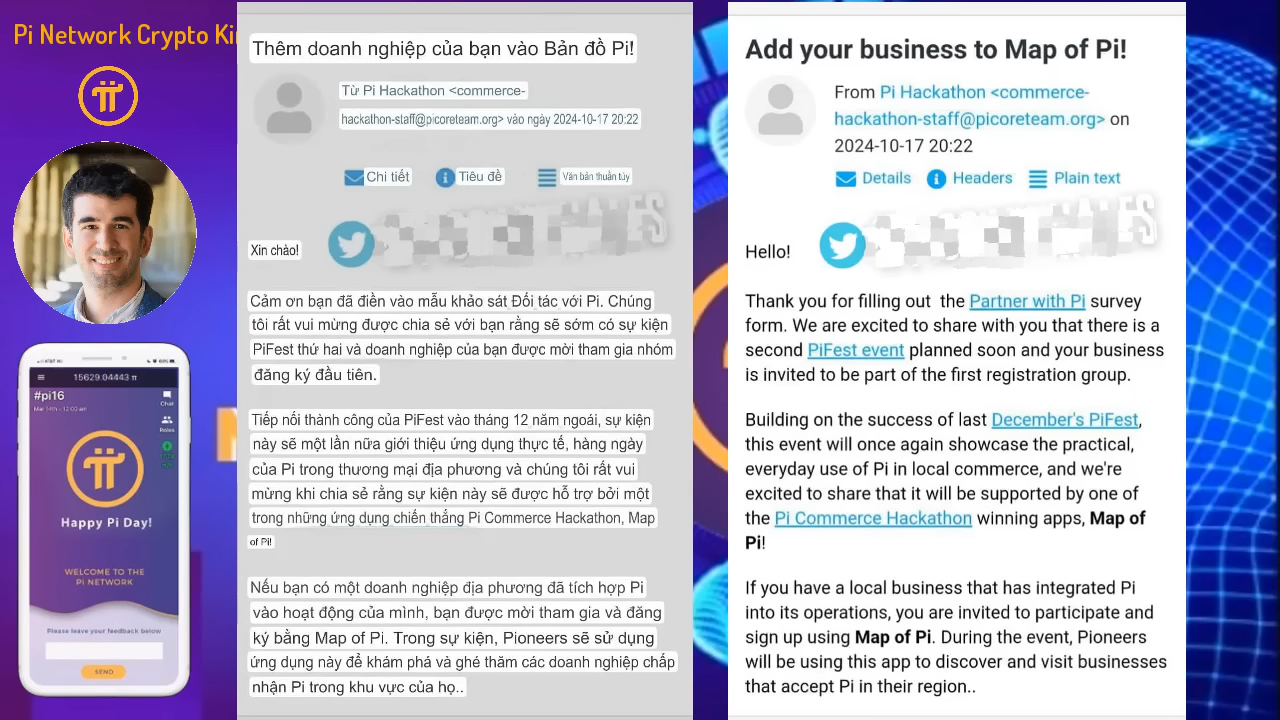 Pi Network Crypto Ki
15629.04443 π
#pi16
Mar 14th - 12:00 am
Chat
Roles
Happy Pi Day!
WELCOME TO THE
Pi NETWORK
Please leave your feedback below
SEND
Thêm doanh nghiệp của bạn vào Bản đồ Pi!
Từ Pi Hackathon <commerce-
hackathon-staff@picoreteam.org> vào ngày 2024-10-17 20:22
Chi tiết
Tiêu đề
Văn bản thuần túy
Xin chào!
Cảm ơn bạn đã điền vào mẫu khảo sát Đối tác với Pi. Chúng
tôi rất vui mừng được chia sẻ với bạn rằng sẽ sớm có sự kiện
PiFest thứ hai và doanh nghiệp của bạn được mời tham gia nhóm
đăng ký đầu tiên.
Tiếp nối thành công của PiFest vào tháng 12 năm ngoái, sự kiện
này sẽ một lần nữa giới thiệu ứng dụng thực tế, hàng ngày
của Pi trong thương mại địa phương và chúng tôi rất vui
mừng khi chia sẻ rằng sự kiện này sẽ được hỗ trợ bởi một
trong những ứng dụng chiến thắng Pi Commerce Hackathon, Map
of Pi!
Nếu bạn có một doanh nghiệp địa phương đã tích hợp Pi
vào hoạt động của mình, bạn được mời tham gia và đăng
ký bằng Map of Pi. Trong sự kiện, Pioneers sẽ sử dụng
ứng dụng này để khám phá và ghé thăm các doanh nghiệp chấp
nhận Pi trong khu vực của họ..
Add your business to Map of Pi!
From Pi Hackathon <commerce-
hackathon-staff@picoreteam.org> on
2024-10-17 20:22
Details
Headers
Plain text
Hello!
Thank you for filling out the Partner with Pi survey
form. We are excited to share with you that there is a
second PiFest event planned soon and your business
is invited to be part of the first registration group.
Building on the success of last December's PiFest,
this event will once again showcase the practical,
everyday use of Pi in local commerce, and we're
excited to share that it will be supported by one of
the Pi Commerce Hackathon winning apps, Map of
Pi!
If you have a local business that has integrated Pi
into its operations, you are invited to participate and
sign up using Map of Pi. During the event, Pioneers
will be using this app to discover and visit businesses
that accept Pi in their region..